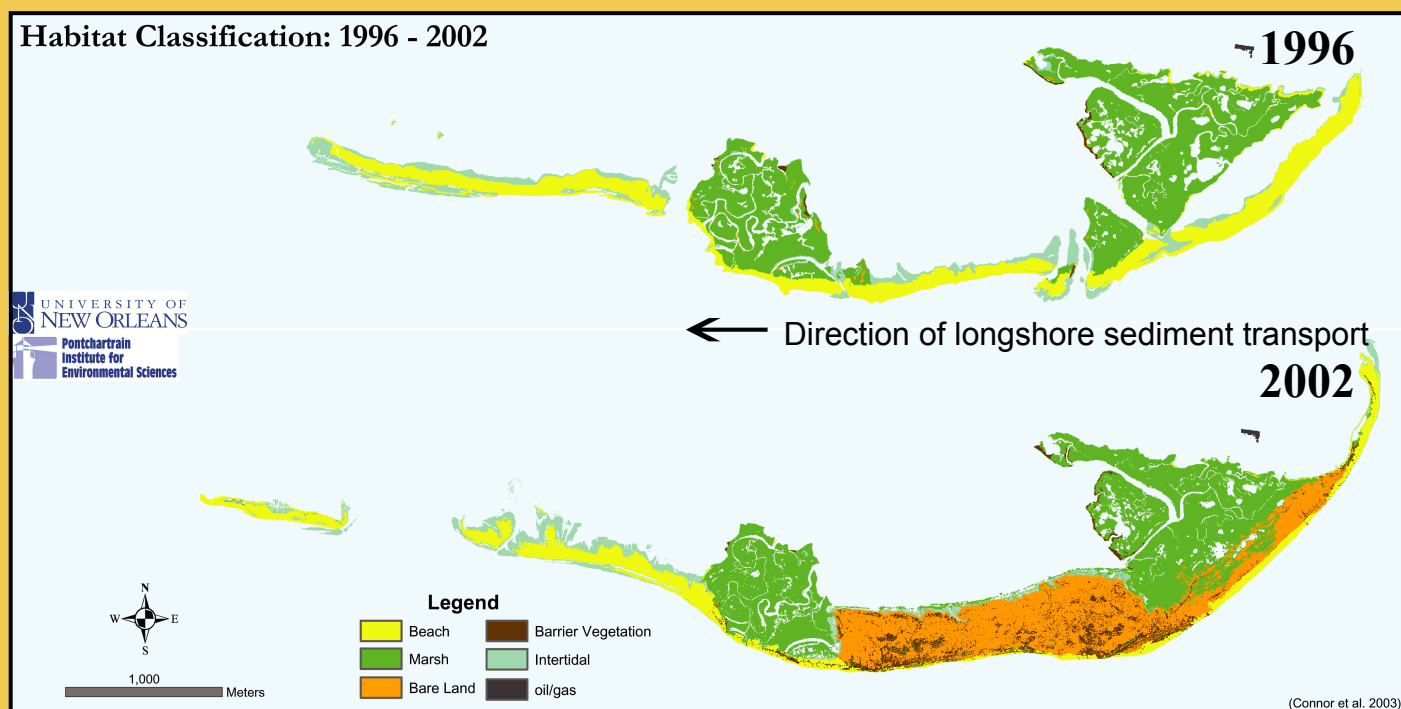 Habitat Classification: 1996 - 2002
1996
UNIVERSITY OF
NEW ORLEANS
Pontchartrain
Institute for
Environmental Sciences
Direction of longshore sediment transport
2002
N
W E
S
1,000
Meters
Legend
Beach
Barrier Vegetation
Marsh
Intertidal
Bare Land
oil/gas
(Connor et al. 2003)